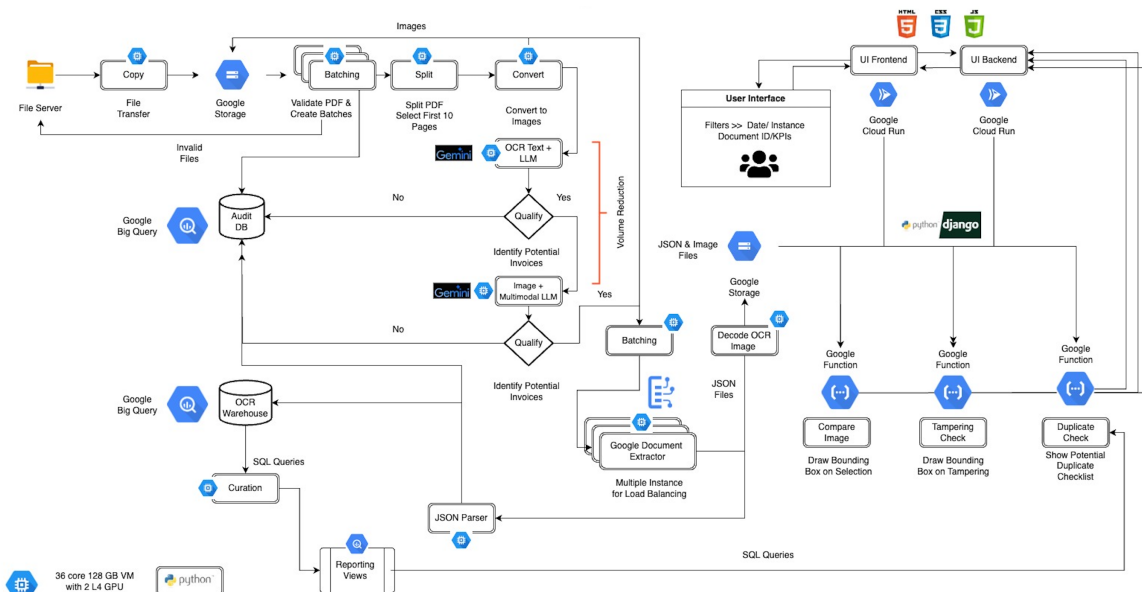 Images
HTML
CSS
JS
5
3
Copy
Batching
Split
Convert
UI Frontend
UI Backend
File Server
File
Transfer
Google
Storage
Validate PDF &
Create Batches
Split PDF
Select First 10
Pages
Convert to
Images
User Interface
Filters >> Date/ Instance
Document ID/KPIs
Google
Cloud Run
Google
Cloud Run
Invalid
Files
Gemini
OCR Text +
LLM
No
Yes
Volume Reduction
Google
Big Query
Audit
DB
Qualify
python
django
Identify Potential
Invoices
JSON & Image
Files
Google
Storage
Gemini
Image +
Multimodal LLM
Yes
No
Qualify
Batching
Decode OCR
Image
Identify Potential
Invoices
JSON
Files
Google
Function
Google
Function
Google
Function
Google
Big Query
OCR
Warehouse
Compare
Image
Tampering
Check
Duplicate
Check
Google Document
Extractor
Draw Bounding
Box on Selection
Draw Bounding
Box on Tampering
Show Potential
Duplicate
Checklist
SQL Queries
Curation
Multiple Instance
for Load Balancing
JSON Parser
SQL Queries
Reporting
Views
36 core 128 GB VM
with 2 L4 GPU
python